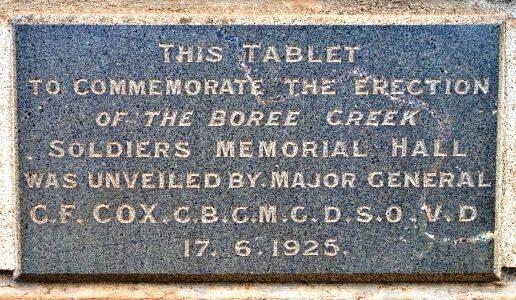 THIS TABLET
TO COMMEMORATE THE ERECTION
OF THE BOREE CREEK
SOLDIERS MEMORIAL HALL
WAS UNVEILED BY MAJOR GENERAL
C.F. COX.C.B.C.M.G.D.S.O.V.D
17.6.1925.